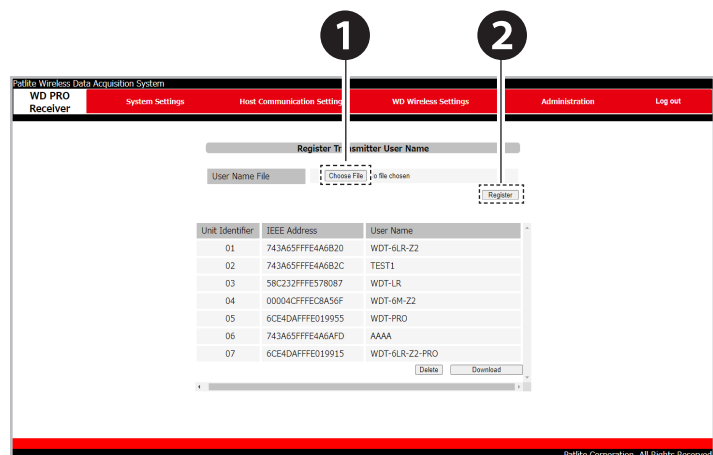 1 2
Patlite Wireless Data Acquisition System
WD PRO
Receiver
System Settings Host Communication Setting WD Wireless Settings Administration Log out
Register Tr smitter User Name
User Name File Choose File o file chosen
Register
Unit Identifier IEEE Address User Name
01 743A65FFFE4A6B20 WDT-6LR-Z2
02 743A65FFFE4A6B2C TEST1
03 58C232FFFE578087 WDT-LR
04 00004CFFFEC8A56F WDT-6M-Z2
05 6CE4DAFFFE019955 WDT-PRO
06 743A65FFFE4A6AFD AAAA
07 6CE4DAFFFE019915 WDT-6LR-Z2-PRO
Delete Download
Patlite Corporation. All Rights Reserved